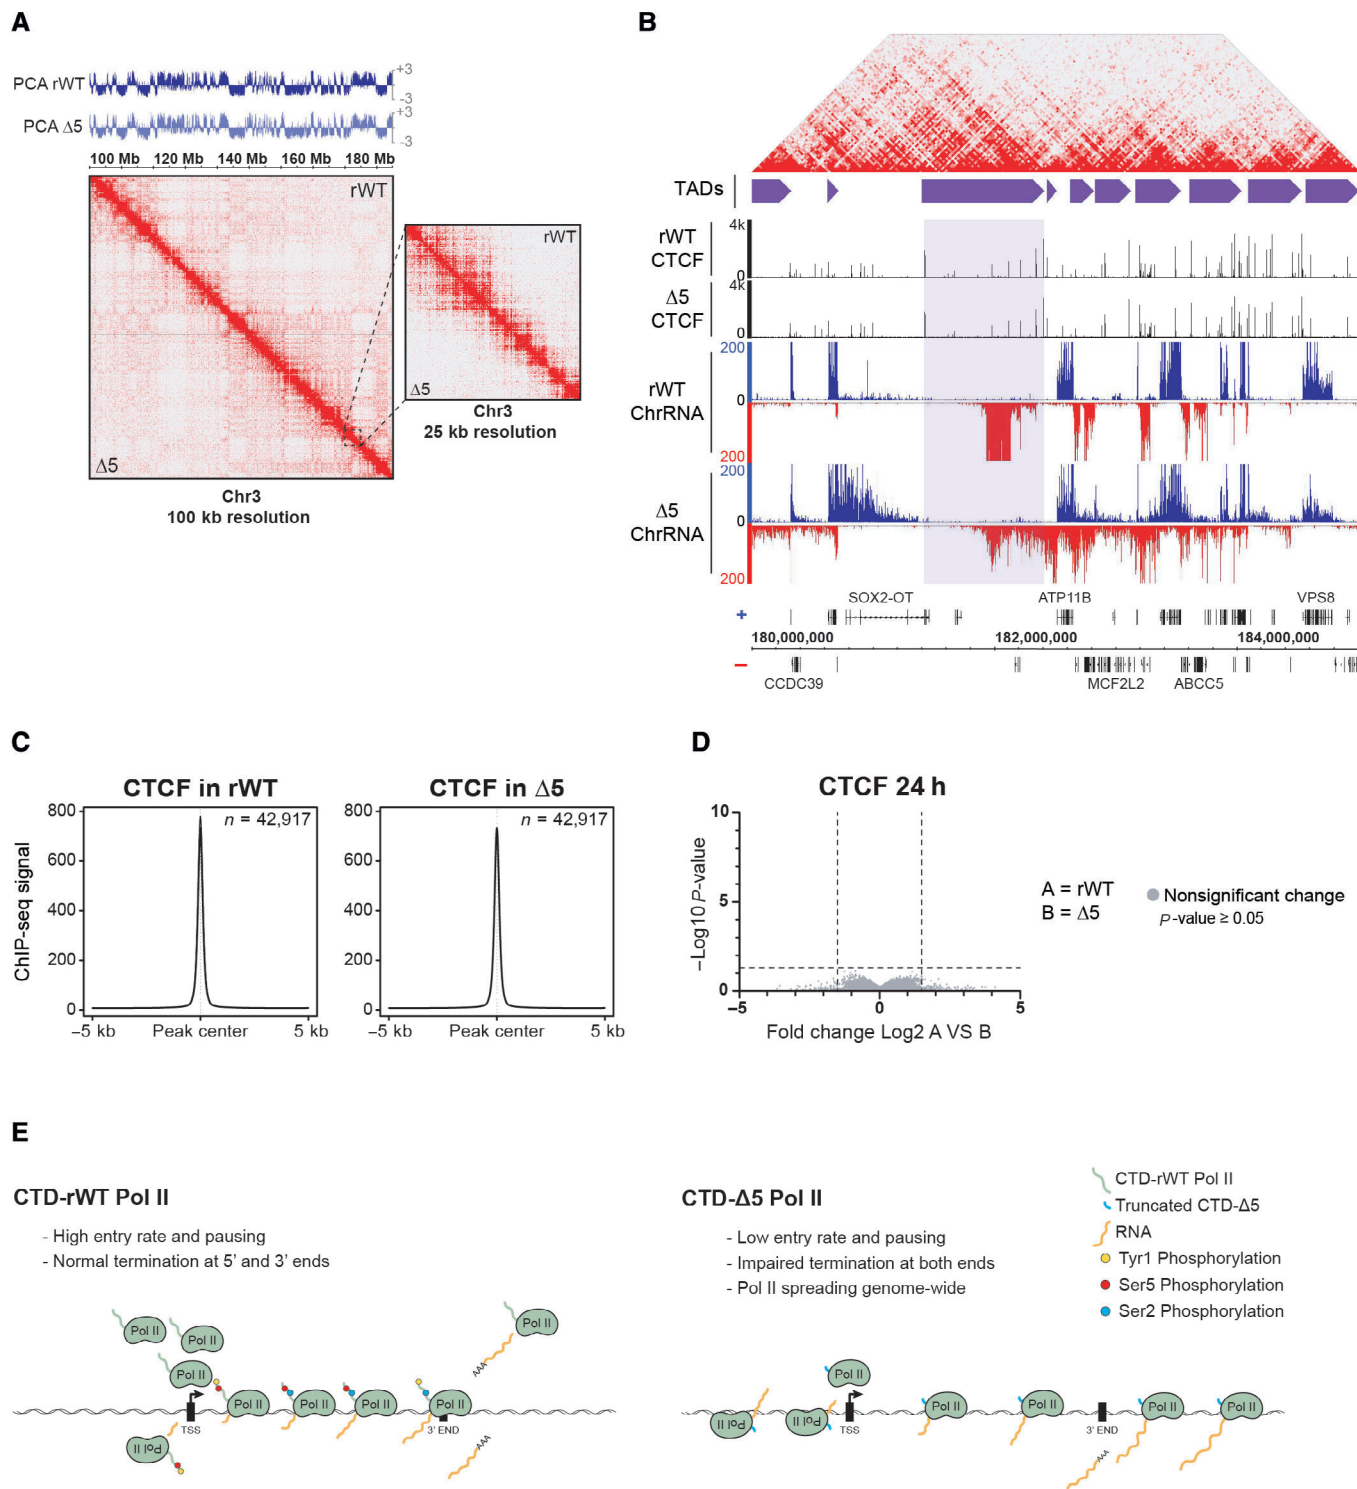 A
PCA rWT
+3
-3
PCA Δ5
+3
-3
100 Mb 120 Mb 140 Mb 160 Mb 180 Mb
rWT
Δ5
Chr3
100 kb resolution
rWT
Δ5
Chr3
25 kb resolution
B
TADs
rWT
CTCF
4k
0
Δ5
CTCF
4k
0
rWT
ChrRNA
200
0
200
Δ5
ChrRNA
200
0
200
SOX2-OT
ATP11B
VPS8
+
180,000,000
182,000,000
184,000,000
−
CCDC39
MCF2L2
ABCC5
C
CTCF in rWT
n = 42,917
ChIP-seq signal
800
600
400
200
0
−5 kb
Peak center
5 kb
CTCF in Δ5
n = 42,917
800
600
400
200
0
−5 kb
Peak center
5 kb
D
CTCF 24 h
−Log10 P-value
10
5
0
−5
0
5
Fold change Log2 A VS B
A = rWT
B = Δ5
Nonsignificant change
P-value ≥ 0.05
E
CTD-rWT Pol II
- High entry rate and pausing
- Normal termination at 5' and 3' ends
Pol II
Pol II
Pol II
Pol II
Pol II
Pol II
Pol II
Pol II
Pol II
TSS
3' END
AAA
AAA
CTD-Δ5 Pol II
- Low entry rate and pausing
- Impaired termination at both ends
- Pol II spreading genome-wide
CTD-rWT Pol II
Truncated CTD-Δ5
RNA
Tyr1 Phosphorylation
Ser5 Phosphorylation
Ser2 Phosphorylation
Pol II
Pol II
Pol II
Pol II
Pol II
Pol II
Pol II
TSS
3' END
AAA